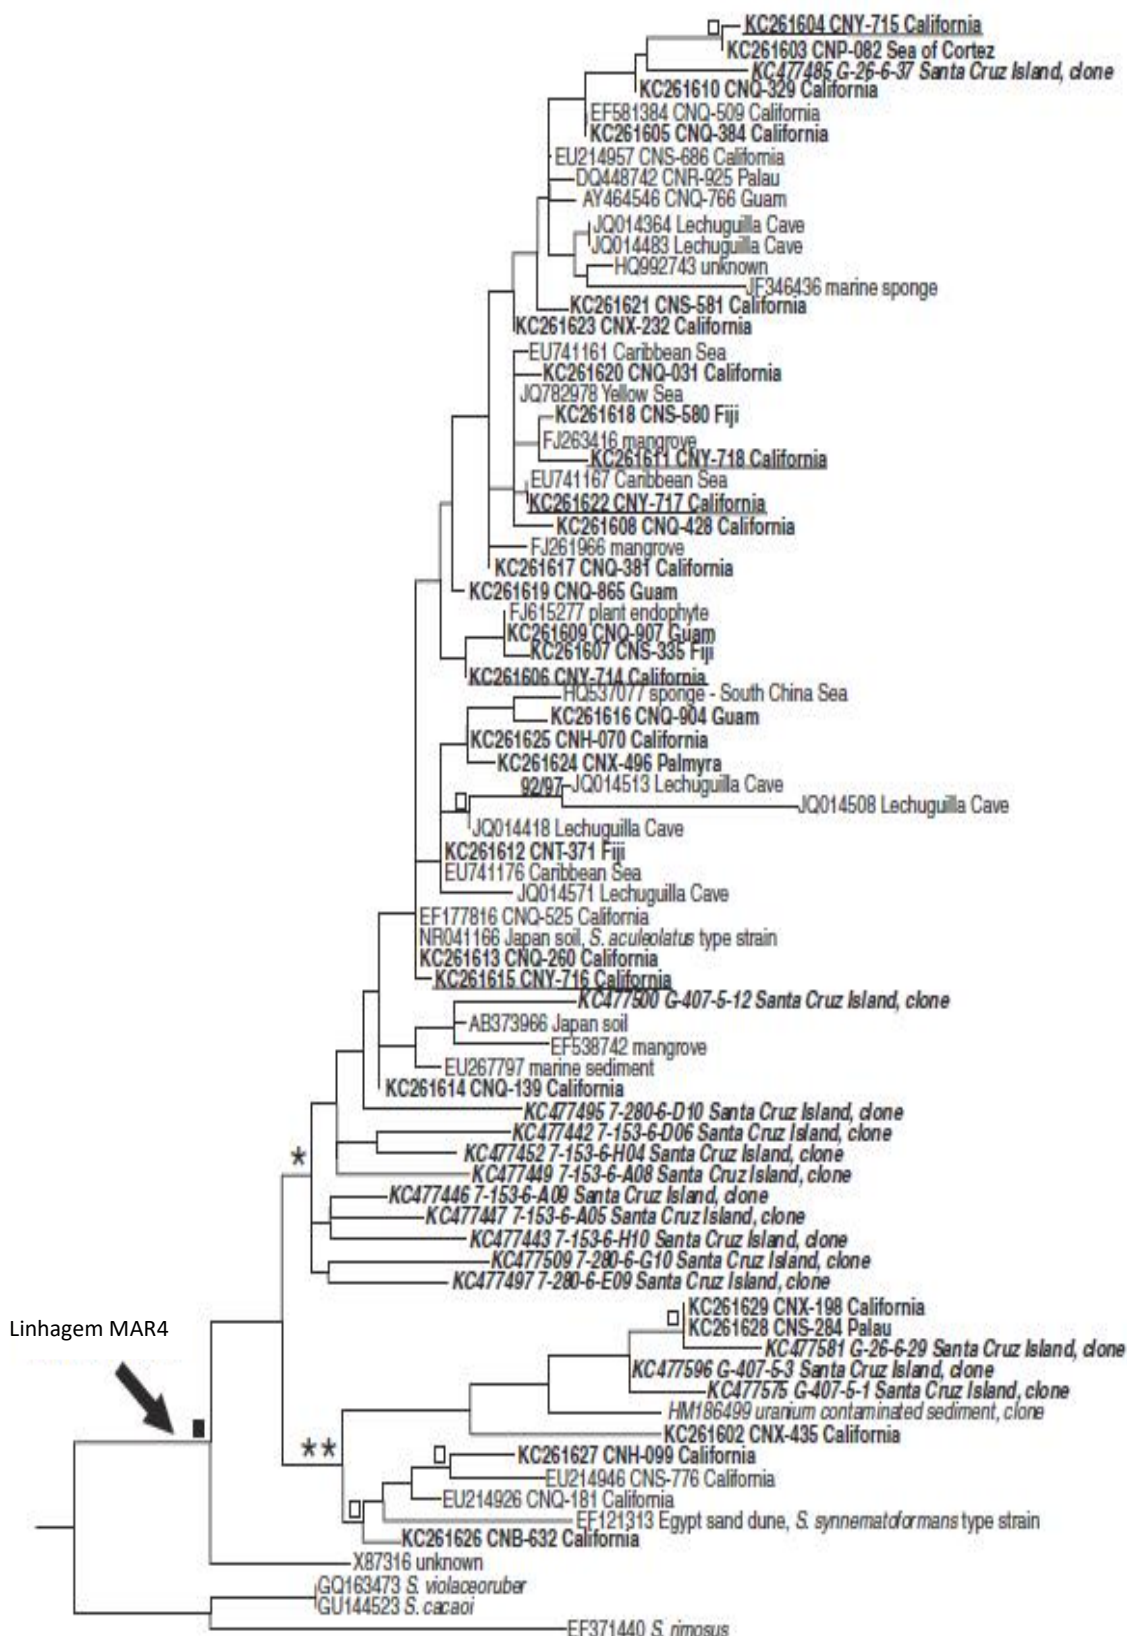 KC261604 CNY-715 California
KC261603 CNP-082 Sea of Cortez
KC477485 G-26-6-37 Santa Cruz Island, clone
KC261610 CNQ-329 California
EF581384 CNQ-509 California
KC261605 CNQ-384 California
EU214957 CNS-686 California
DQ448742 CNR-925 Palau
AY464546 CNQ-766 Guam
JQ014364 Lechuguilla Cave
JQ014483 Lechuguilla Cave
HQ992743 unknown
JF346436 marine sponge
KC261621 CNS-581 California
KC261623 CNX-232 California
EU741161 Caribbean Sea
KC261620 CNQ-031 California
JQ782978 Yellow Sea
KC261618 CNS-580 Fiji
FJ263416 mangrove
KC261611 CNY-718 California
EU741167 Caribbean Sea
KC261622 CNY-717 California
KC261608 CNQ-428 California
FJ261966 mangrove
KC261617 CNQ-381 California
KC261619 CNQ-865 Guam
FJ615277 plant endophyte
KC261609 CNQ-907 Guam
KC261607 CNS-335 Fiji
KC261606 CNY-714 California
HQ537077 sponge - South China Sea
KC261616 CNQ-904 Guam
KC261625 CNH-070 California
KC261624 CNX-496 Palmyra
92/97 JQ014513 Lechuguilla Cave
JQ014508 Lechuguilla Cave
JQ014418 Lechuguilla Cave
KC261612 CNT-371 Fiji
EU741176 Caribbean Sea
JQ014571 Lechuguilla Cave
EF177816 CNQ-525 California
NR041166 Japan soil, S. aculeolatus type strain
KC261613 CNQ-260 California
KC261615 CNY-716 California
KC477500 G-407-5-12 Santa Cruz Island, clone
AB373966 Japan soil
EF538742 mangrove
EU267797 marine sediment
KC261614 CNQ-139 California
KC477495 7-280-6-D10 Santa Cruz Island, clone
KC477442 7-153-6-D06 Santa Cruz Island, clone
*
KC477452 7-153-6-H04 Santa Cruz Island, clone
KC477449 7-153-6-A08 Santa Cruz Island, clone
KC477446 7-153-6-A09 Santa Cruz Island, clone
KC477447 7-153-6-A05 Santa Cruz Island, clone
KC477443 7-153-6-H10 Santa Cruz Island, clone
KC477509 7-280-6-G10 Santa Cruz Island, clone
KC477497 7-280-6-E09 Santa Cruz Island, clone
KC261629 CNX-198 California
Linhagem MAR4
KC261628 CNS-284 Palau
KC477581 G-26-6-29 Santa Cruz Island, clone
KC477596 G-407-5-3 Santa Cruz Island, clone
KC477575 G-407-5-1 Santa Cruz Island, clone
HM186499 uranium contaminated sediment, clone
KC261602 CNX-435 California
**
KC261627 CNH-099 California
EU214946 CNS-776 California
EU214926 CNQ-181 California
EF121313 Egypt sand dune, S. synnematoformans type strain
KC261626 CNB-632 California
X87316 unknown
GQ163473 S. violaceoruber
GU144523 S. cacaoi
EF371440 S. rimosus